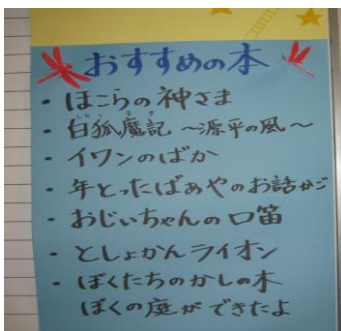 おすすめの本
・ほこらの神さま
・白狐魔記 ～源平の風～
・イワンのばか
・年とったばあやのお話かご
・おじいちゃんの口笛
・としょかんライオン
・ぼくたちのかしの木
ぼくの庭ができたよ